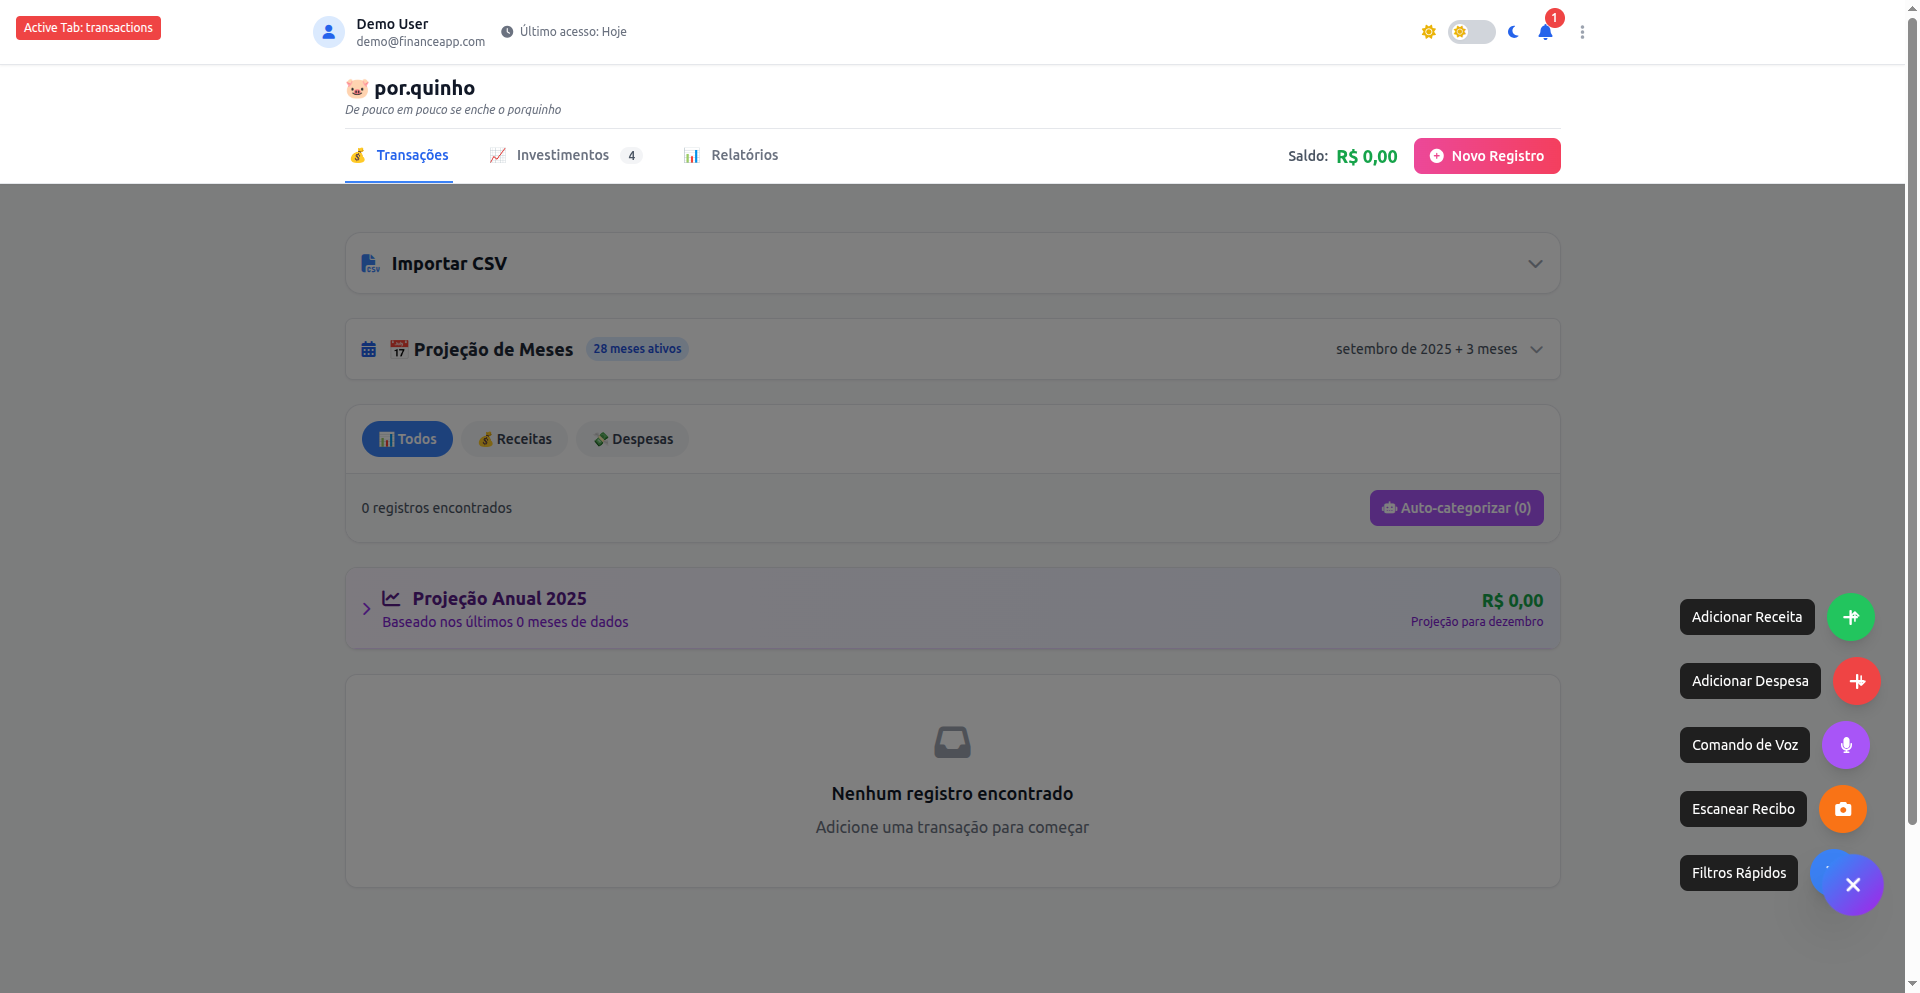 Active Tab: transactions
Demo User
demo@financeapp.com
Último acesso: Hoje
1
por.quinho
De pouco em pouco se enche o porquinho
Transações
Investimentos 4
Relatórios
Saldo: R$ 0,00
Novo Registro
CSV
Importar CSV
17 Projeção de Meses
28 meses ativos
setembro de 2025 + 3 meses
Todos
Receitas
Despesas
0 registros encontrados
Auto-categorizar (0)
Projeção Anual 2025
Baseado nos últimos 0 meses de dados
R$ 0,00
Projeção para dezembro
Nenhum registro encontrado
Adicione uma transação para começar
Adicionar Receita
Adicionar Despesa
Comando de Voz
Escanear Recibo
Filtros Rápidos